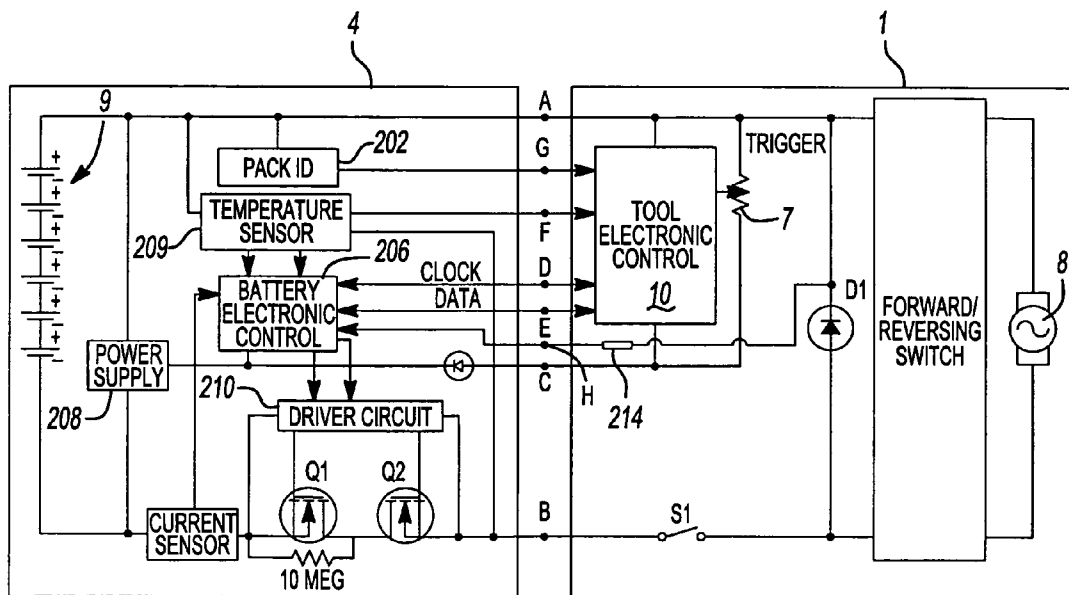 4
1
9
A
G
202
PACK ID
TRIGGER
TEMPERATURE
SENSOR
209
206
F
7
TOOL
ELECTRONIC
CONTROL
10
CLOCK
D
DATA
BATTERY
ELECTRONIC
CONTROL
E
D1
8
FORWARD/
REVERSING
SWITCH
POWER
SUPPLY
208
210
C
H
214
DRIVER CIRCUIT
Q1
Q2
CURRENT
SENSOR
B
S1
10 MEG
+
+
+
+
+
+
−
−
−
−
−
−